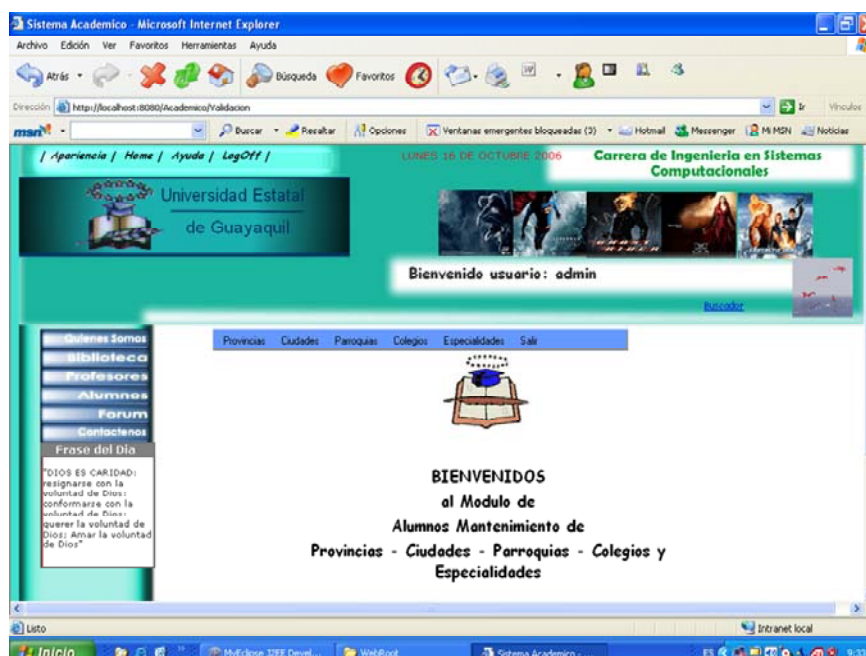 Sistema Academico - Microsoft Internet Explorer
Archivo Edición Ver Favoritos Herramientas Ayuda
Atrás Búsqueda Favoritos
Dirección http://localhost:8080/Academico/Validacion Ir Vínculos
msn Buscar Resaltar Opciones Ventanas emergentes bloqueadas (3) Hotmail Messenger Mi MSN Noticias
| Apariencia | Home | Ayuda | LogOff |
LUNES 16 DE OCTUBRE 2006
Carrera de Ingenieria en Sistemas
Computacionales
Universidad Estatal
de Guayaquil
Bienvenido usuario: admin
Buscador
Quienes Somos
Biblioteca
Profesores
Alumnos
Forum
Contactenos
Provincias Ciudades Parroquias Colegios Especialidades Salir
Frase del Dia
"DIOS ES CARIDAD:
resignarse con la
voluntad de Dios;
conformarse con la
voluntad de Dios;
querer la voluntad de
Dios; Amar la voluntad
de Dios"
BIENVENIDOS
al Modulo de
Alumnos Mantenimiento de
Provincias - Ciudades - Parroquias - Colegios y
Especialidades
Listo Intranet local
Inicio MyEclipse J2EE Devel... WebRoot Sistema Academico - ... ES